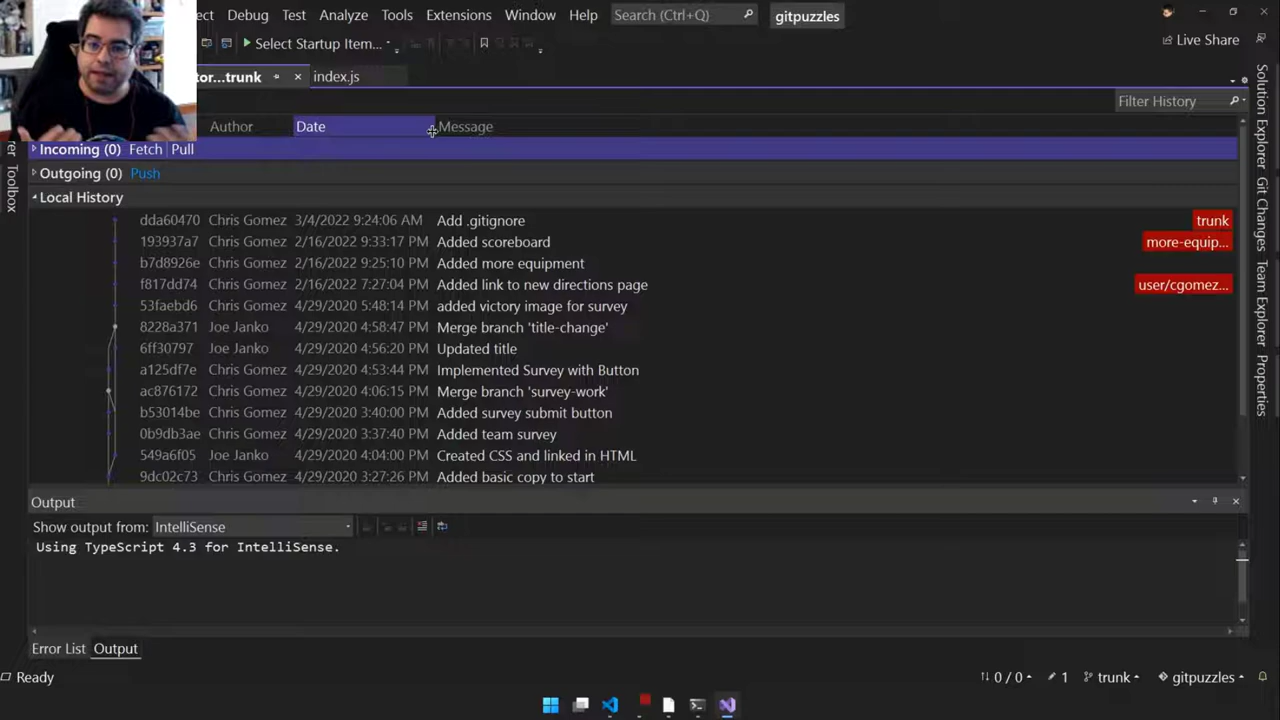 Debug Test Analyze Tools Extensions Window Help Search (Ctrl+Q) gitpuzzles
Select Startup Item... Live Share
tor...trunk index.js
Filter History
Author Date Message
Incoming (0) Fetch Pull
Outgoing (0) Push
Local History
dda60470 Chris Gomez 3/4/2022 9:24:06 AM Add .gitignore trunk
193937a7 Chris Gomez 2/16/2022 9:33:17 PM Added scoreboard more-equip...
b7d8926e Chris Gomez 2/16/2022 9:25:10 PM Added more equipment
f817dd74 Chris Gomez 2/16/2022 7:27:04 PM Added link to new directions page user/cgomez...
53faebd6 Chris Gomez 4/29/2020 5:48:14 PM added victory image for survey
8228a371 Joe Janko 4/29/2020 4:58:47 PM Merge branch 'title-change'
6ff30797 Joe Janko 4/29/2020 4:56:20 PM Updated title
a125df7e Chris Gomez 4/29/2020 4:53:44 PM Implemented Survey with Button
ac876172 Chris Gomez 4/29/2020 4:06:15 PM Merge branch 'survey-work'
b53014be Chris Gomez 4/29/2020 3:40:00 PM Added survey submit button
0b9db3ae Chris Gomez 4/29/2020 3:37:40 PM Added team survey
549a6f05 Joe Janko 4/29/2020 4:04:00 PM Created CSS and linked in HTML
9dc02c73 Chris Gomez 4/29/2020 3:27:26 PM Added basic copy to start
Output
Show output from: IntelliSense
Using TypeScript 4.3 for IntelliSense.
Error List Output
Ready 0 / 0 1 trunk gitpuzzles
Toolbox
Solution Explorer Git Changes Team Explorer Properties